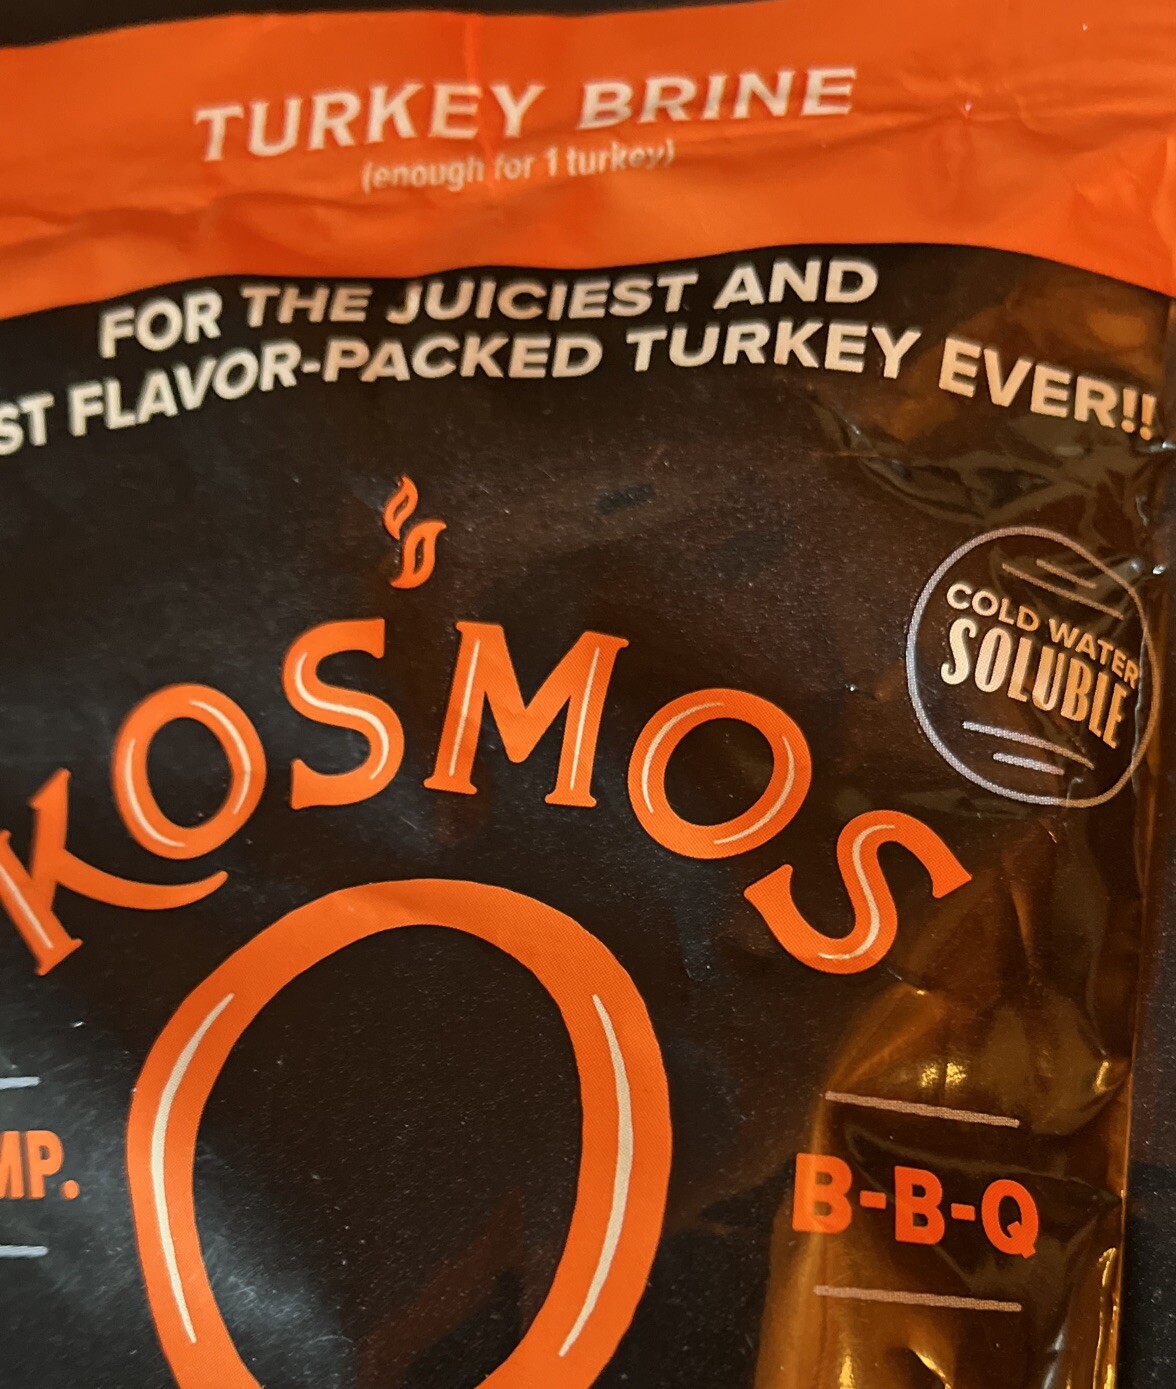 TURKEY BRINE
(enough for 1 turkey)
FOR THE JUICIEST AND
ST FLAVOR-PACKED TURKEY EVER!!
COLD WATER
SOLUBLE
KOSMOS
Q
MP.
B-B-Q